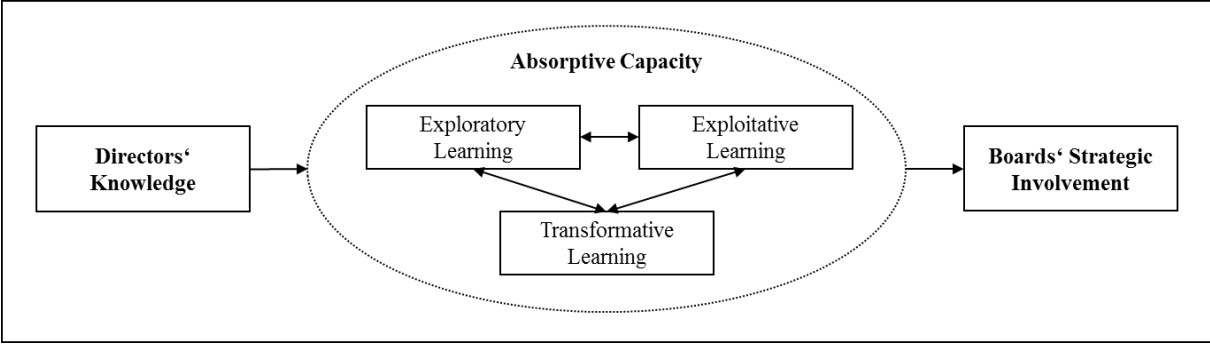 Absorptive Capacity
Exploratory
Learning
Exploitative
Learning
Directors‘
Knowledge
Boards‘ Strategic
Involvement
Transformative
Learning